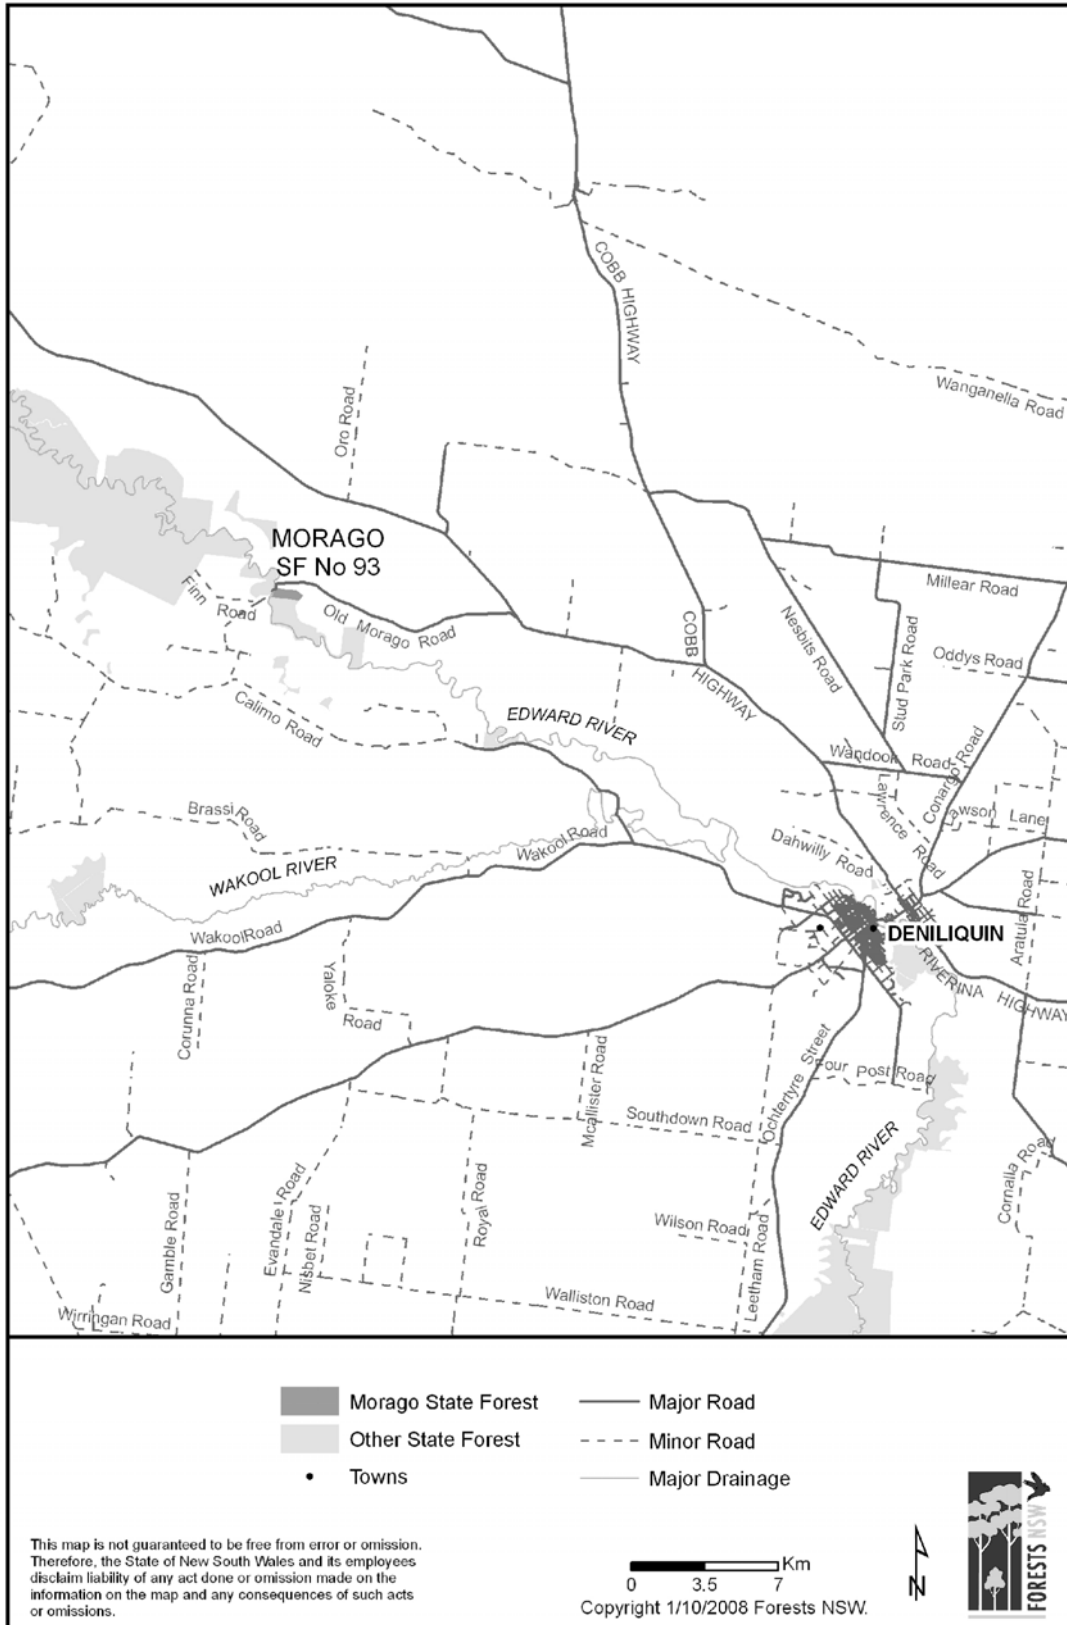 COBB HIGHWAY
Wanganella Road
Oro Road
MORAGO
SF No 93
Finn
Road
Old Morago Road
Millear Road
COBB
HIGHWAY
Nesbits Road
Stud Park Road
Oddys Road
Calimo Road
EDWARD RIVER
Wandook Road
Conargo Road
Lawrence Road
Lawson Lane
Brassi Road
Wakool Road
Dahwilly Road
WAKOOL RIVER
Wakool Road
DENILIQUIN
Aratula Road
RIVERINA HIGHWAY
Corunna Road
Yaloke
Road
Mcallister Road
Ochtertyre Street
Four Post Road
Southdown Road
EDWARD RIVER
Cornalla Road
Gamble Road
Evandale Road
Nisbet Road
Royal Road
Wilson Road
Leetham Road
Walliston Road
Wirringan Road
Morago State Forest
Other State Forest
Towns
Major Road
Minor Road
Major Drainage
This map is not guaranteed to be free from error or omission.
Therefore, the State of New South Wales and its employees
disclaim liability of any act done or omission made on the
information on the map and any consequences of such acts
or omissions.
Km
0 3.5 7
Copyright 1/10/2008 Forests NSW.
N
FORESTS NSW